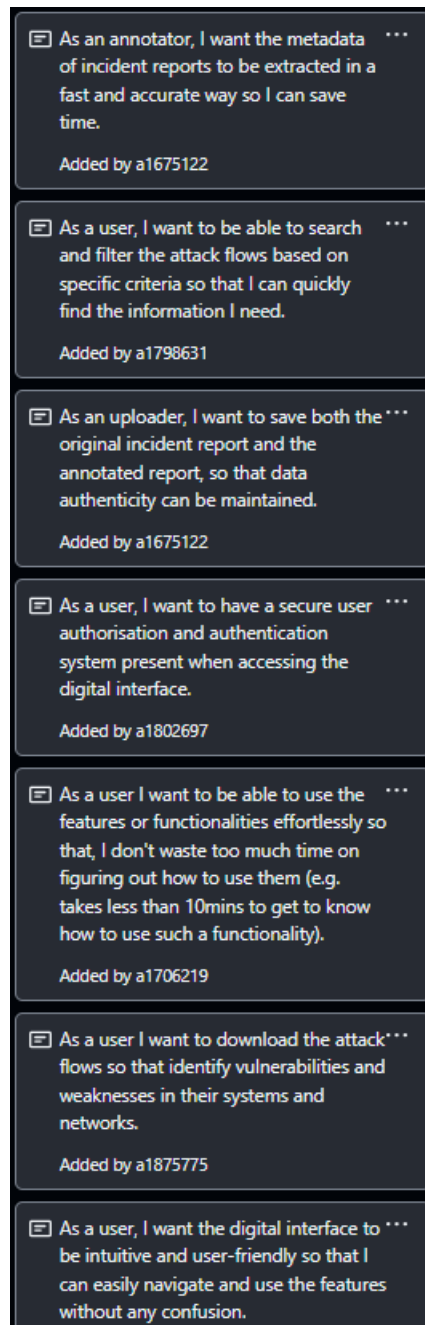 As an annotator, I want the metadata ...
of incident reports to be extracted in a
fast and accurate way so I can save
time.
Added by a1675122
As a user, I want to be able to search ...
and filter the attack flows based on
specific criteria so that I can quickly
find the information I need.
Added by a1798631
As an uploader, I want to save both the ...
original incident report and the
annotated report, so that data
authenticity can be maintained.
Added by a1675122
As a user, I want to have a secure user ...
authorisation and authentication
system present when accessing the
digital interface.
Added by a1802697
As a user I want to be able to use the ...
features or functionalities effortlessly so
that, I don't waste too much time on
figuring out how to use them (e.g.
takes less than 10mins to get to know
how to use such a functionality).
Added by a1706219
As a user I want to download the attack ...
flows so that identify vulnerabilities and
weaknesses in their systems and
networks.
Added by a1875775
As a user, I want the digital interface to ...
be intuitive and user-friendly so that I
can easily navigate and use the features
without any confusion.